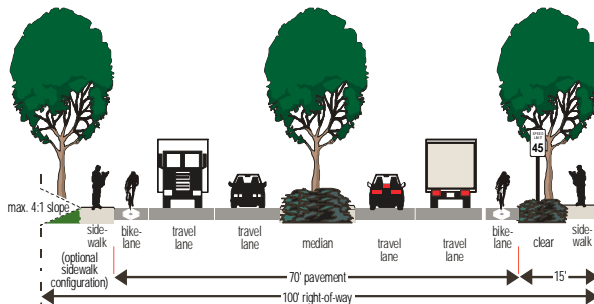 SPEED
LIMIT
45
max. 4:1 slope
side-
walk
bike-
lane
travel
lane
travel
lane
median
travel
lane
travel
lane
bike-
lane
clear
side-
walk
(optional
sidewalk
configuration)
70' pavement
15'
100' right-of-way